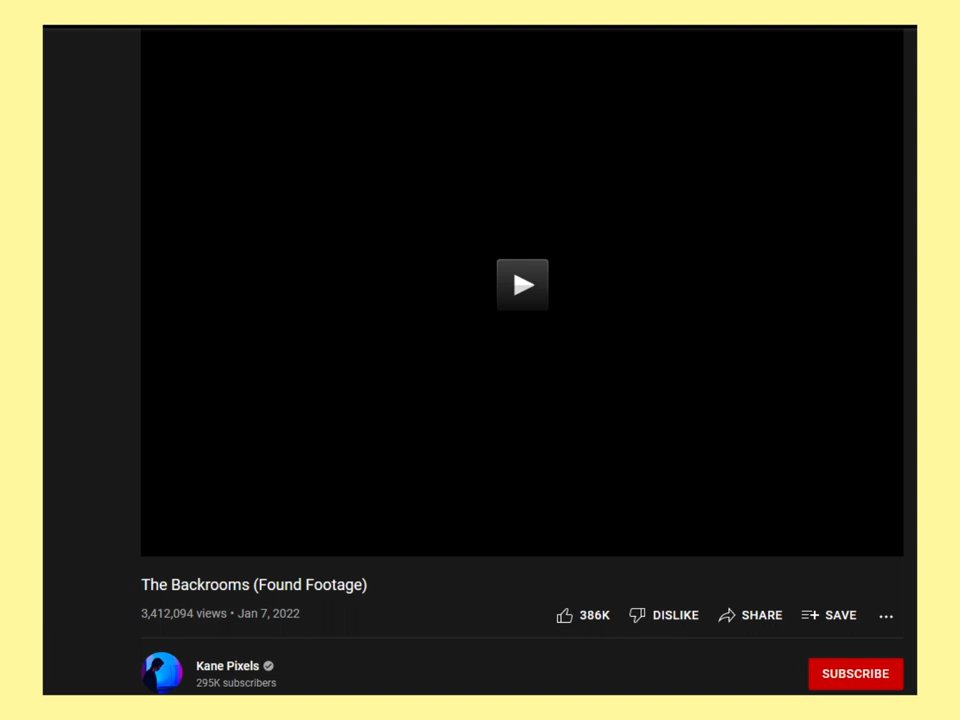 The Backrooms (Found Footage)
3,412,094 views • Jan 7, 2022
386K DISLIKE SHARE SAVE
Kane Pixels
295K subscribers
SUBSCRIBE